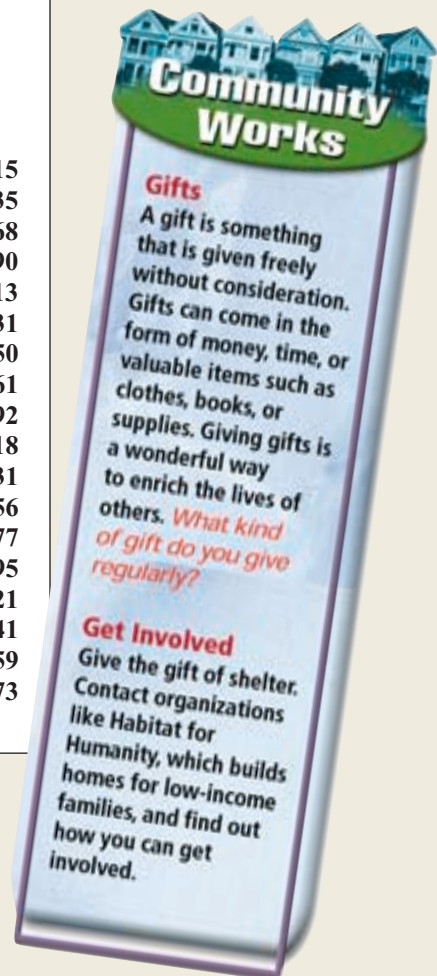 15
35
68
90
13
31
50
61
92
18
31
56
77
95
21
41
59
73
Community
Works
Gifts
A gift is something
that is given freely
without consideration.
Gifts can come in the
form of money, time, or
valuable items such as
clothes, books, or
supplies. Giving gifts is
a wonderful way
to enrich the lives of
others. What kind
of gift do you give
regularly?
Get Involved
Give the gift of shelter.
Contact organizations
like Habitat for
Humanity, which builds
homes for low-income
families, and find out
how you can get
involved.